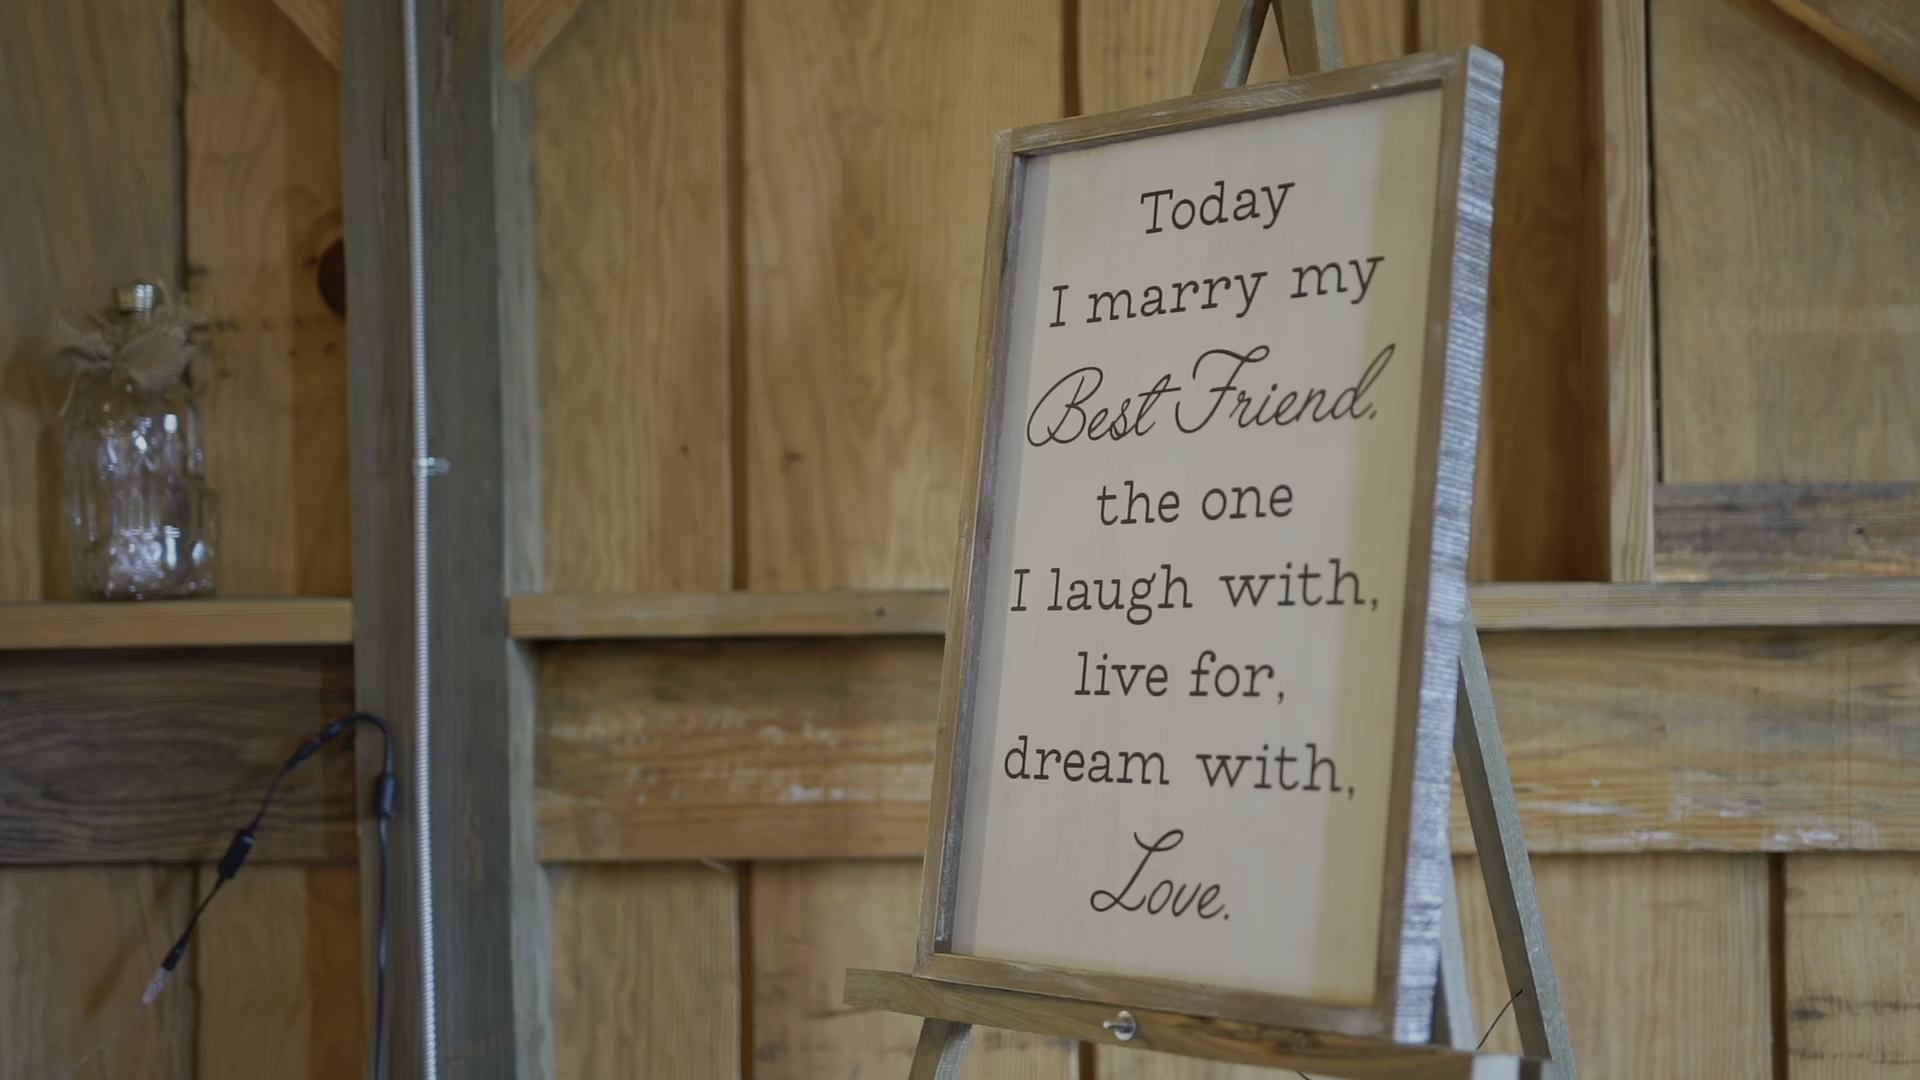 Today
I marry my
Best Friend.
the one
I laugh with,
live for,
dream with,
Love.